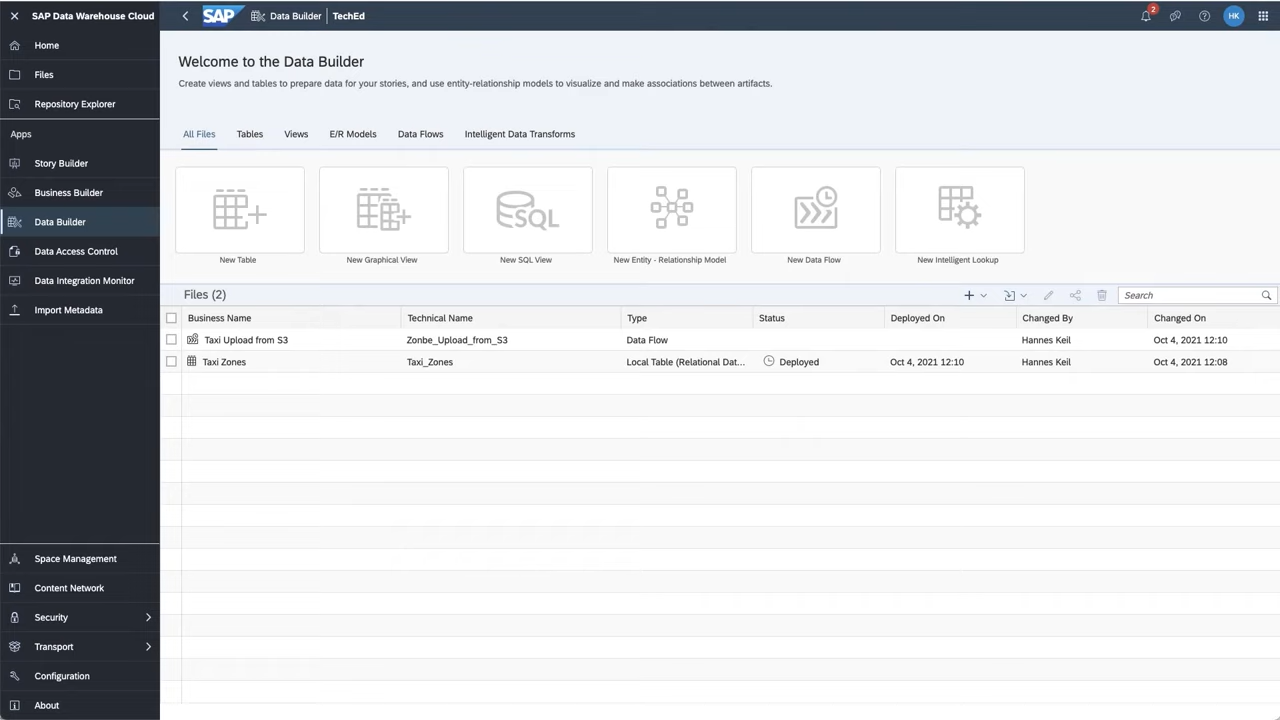 SAP Data Warehouse Cloud
SAP Data Builder TechEd 2 HK
Home
Files
Repository Explorer
Apps
Story Builder
Business Builder
Data Builder
Data Access Control
Data Integration Monitor
Import Metadata
Space Management
Content Network
Security
Transport
Configuration
About
Welcome to the Data Builder
Create views and tables to prepare data for your stories, and use entity-relationship models to visualize and make associations between artifacts.
All Files Tables Views E/R Models Data Flows Intelligent Data Transforms
SQL
New Table New Graphical View New SQL View New Entity - Relationship Model New Data Flow New Intelligent Lookup
Files (2) Search
Business Name Technical Name Type Status Deployed On Changed By Changed On
Taxi Upload from S3 Zonbe_Upload_from_S3 Data Flow Hannes Keil Oct 4, 2021 12:10
Taxi Zones Taxi_Zones Local Table (Relational Dat... Deployed Oct 4, 2021 12:10 Hannes Keil Oct 4, 2021 12:08